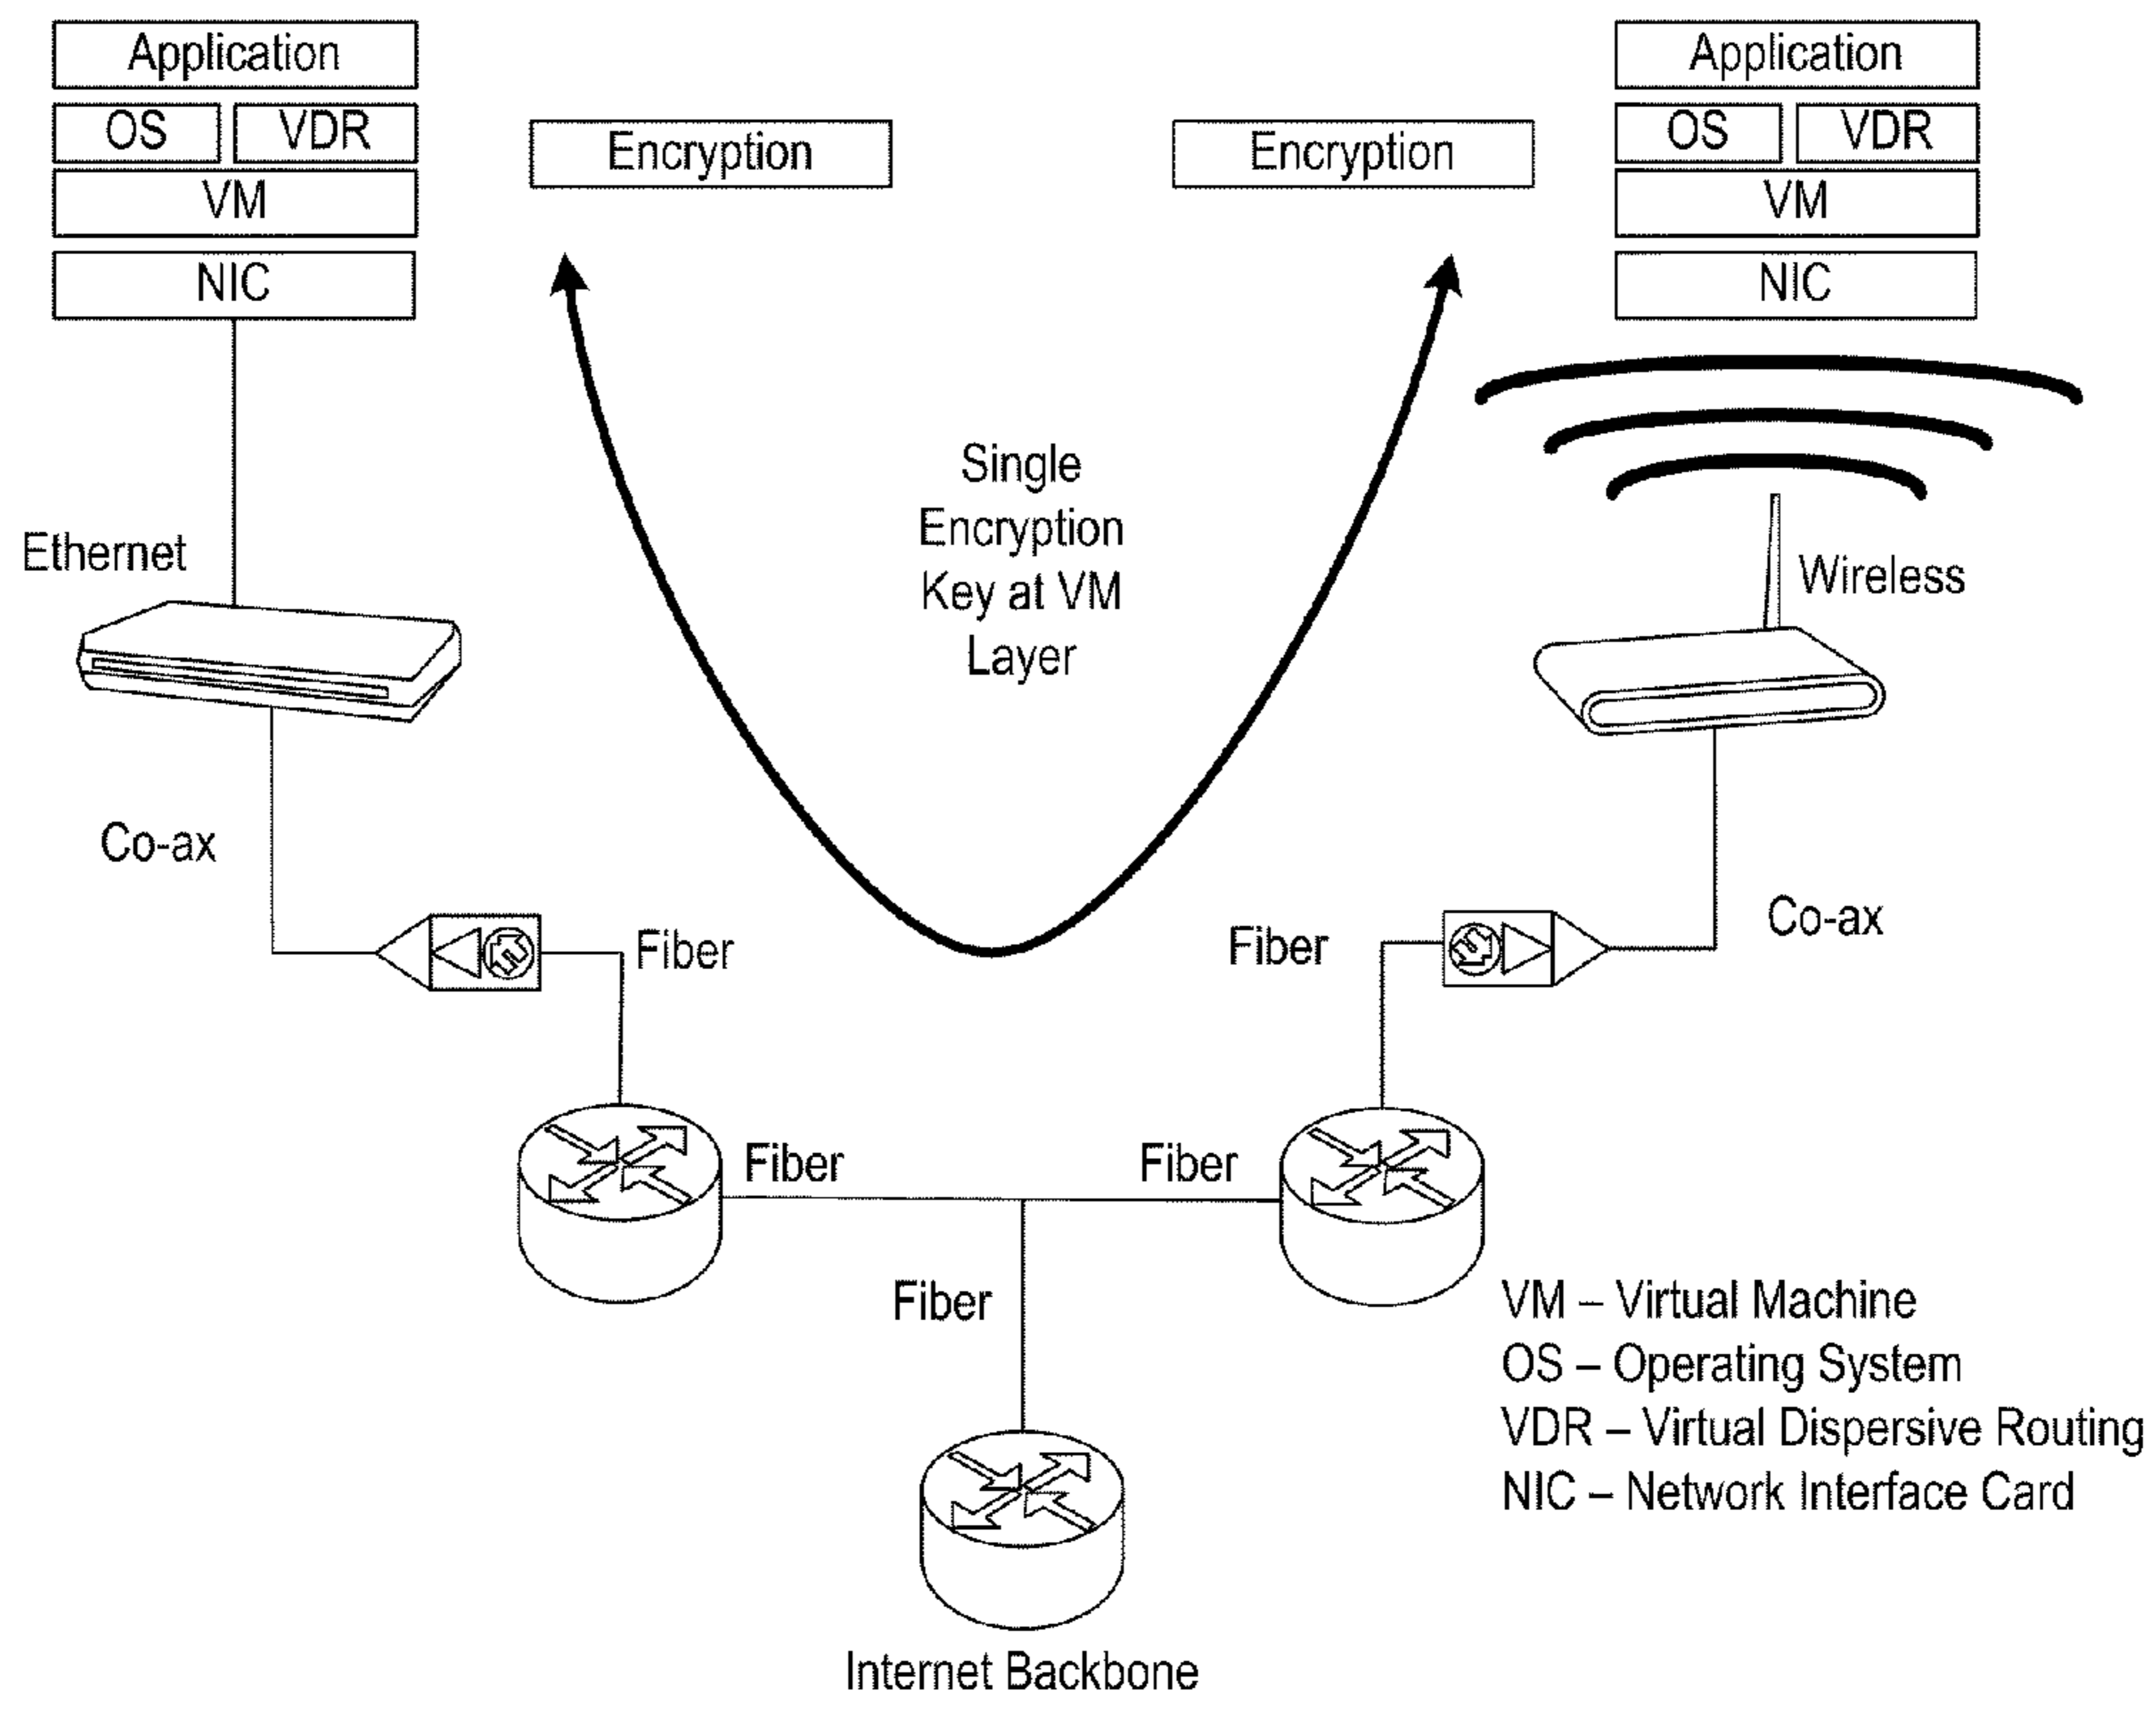 Application
OS
VDR
VM
NIC
Encryption
Encryption
Application
OS
VDR
VM
NIC
Single
Encryption
Key at VM
Layer
Ethernet
Wireless
Co-ax
Co-ax
Fiber
Fiber
Fiber
Fiber
Fiber
VM – Virtual Machine
OS – Operating System
VDR – Virtual Dispersive Routing
NIC – Network Interface Card
Internet Backbone